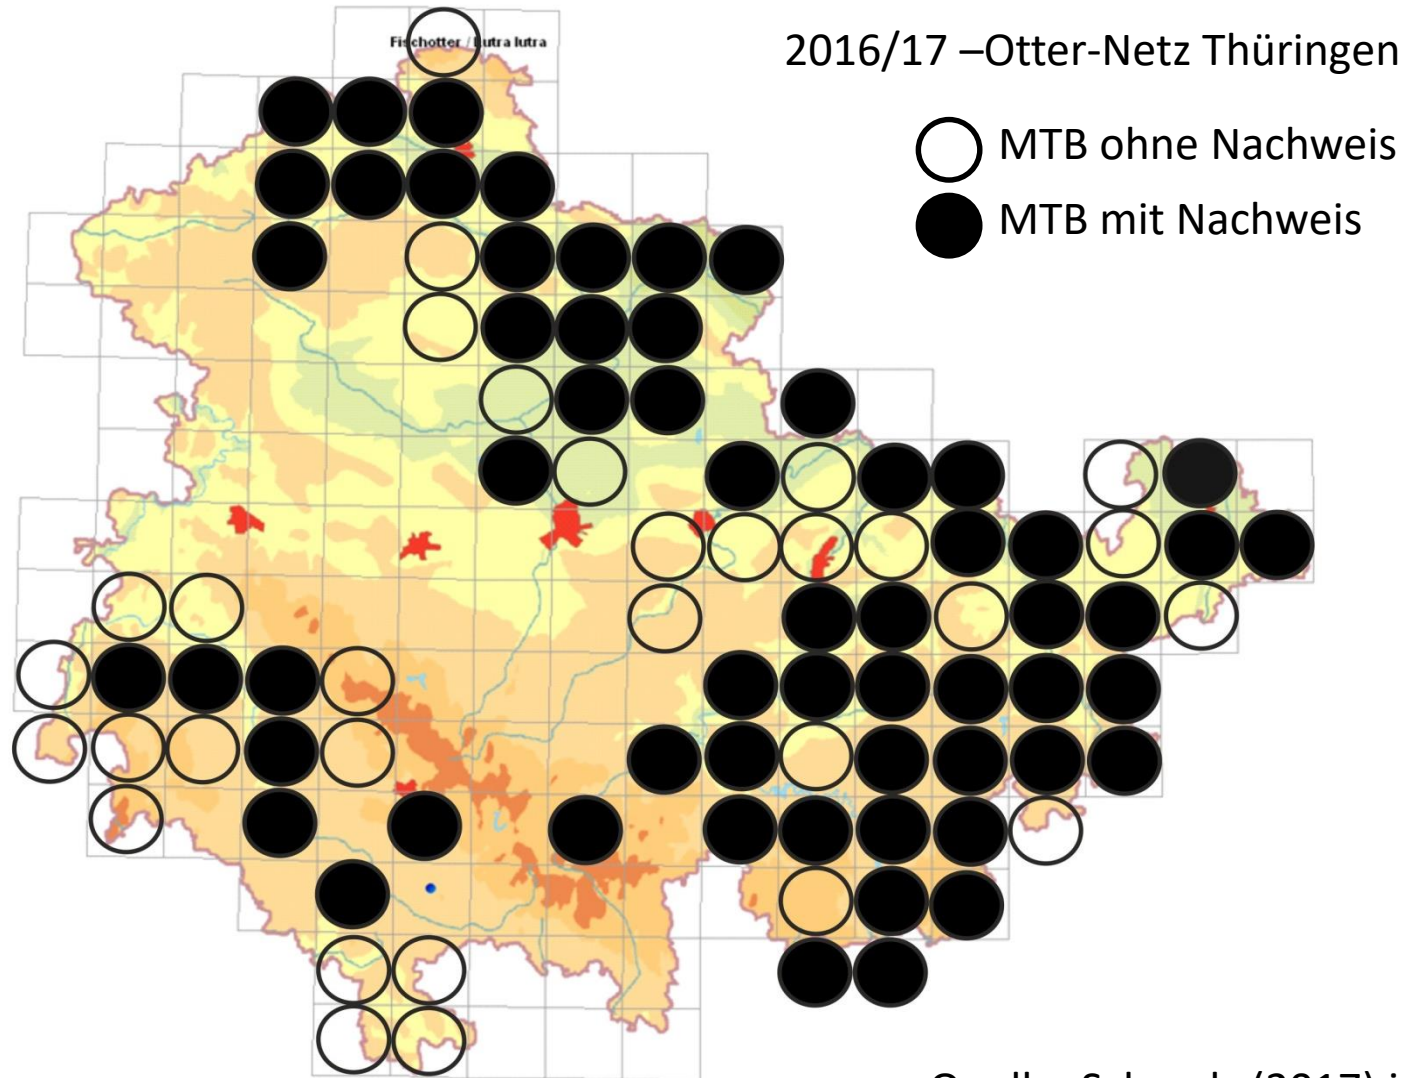 Fischotter / Lutra lutra
2016/17 –Otter-Netz Thüringen
MTB ohne Nachweis
MTB mit Nachweis